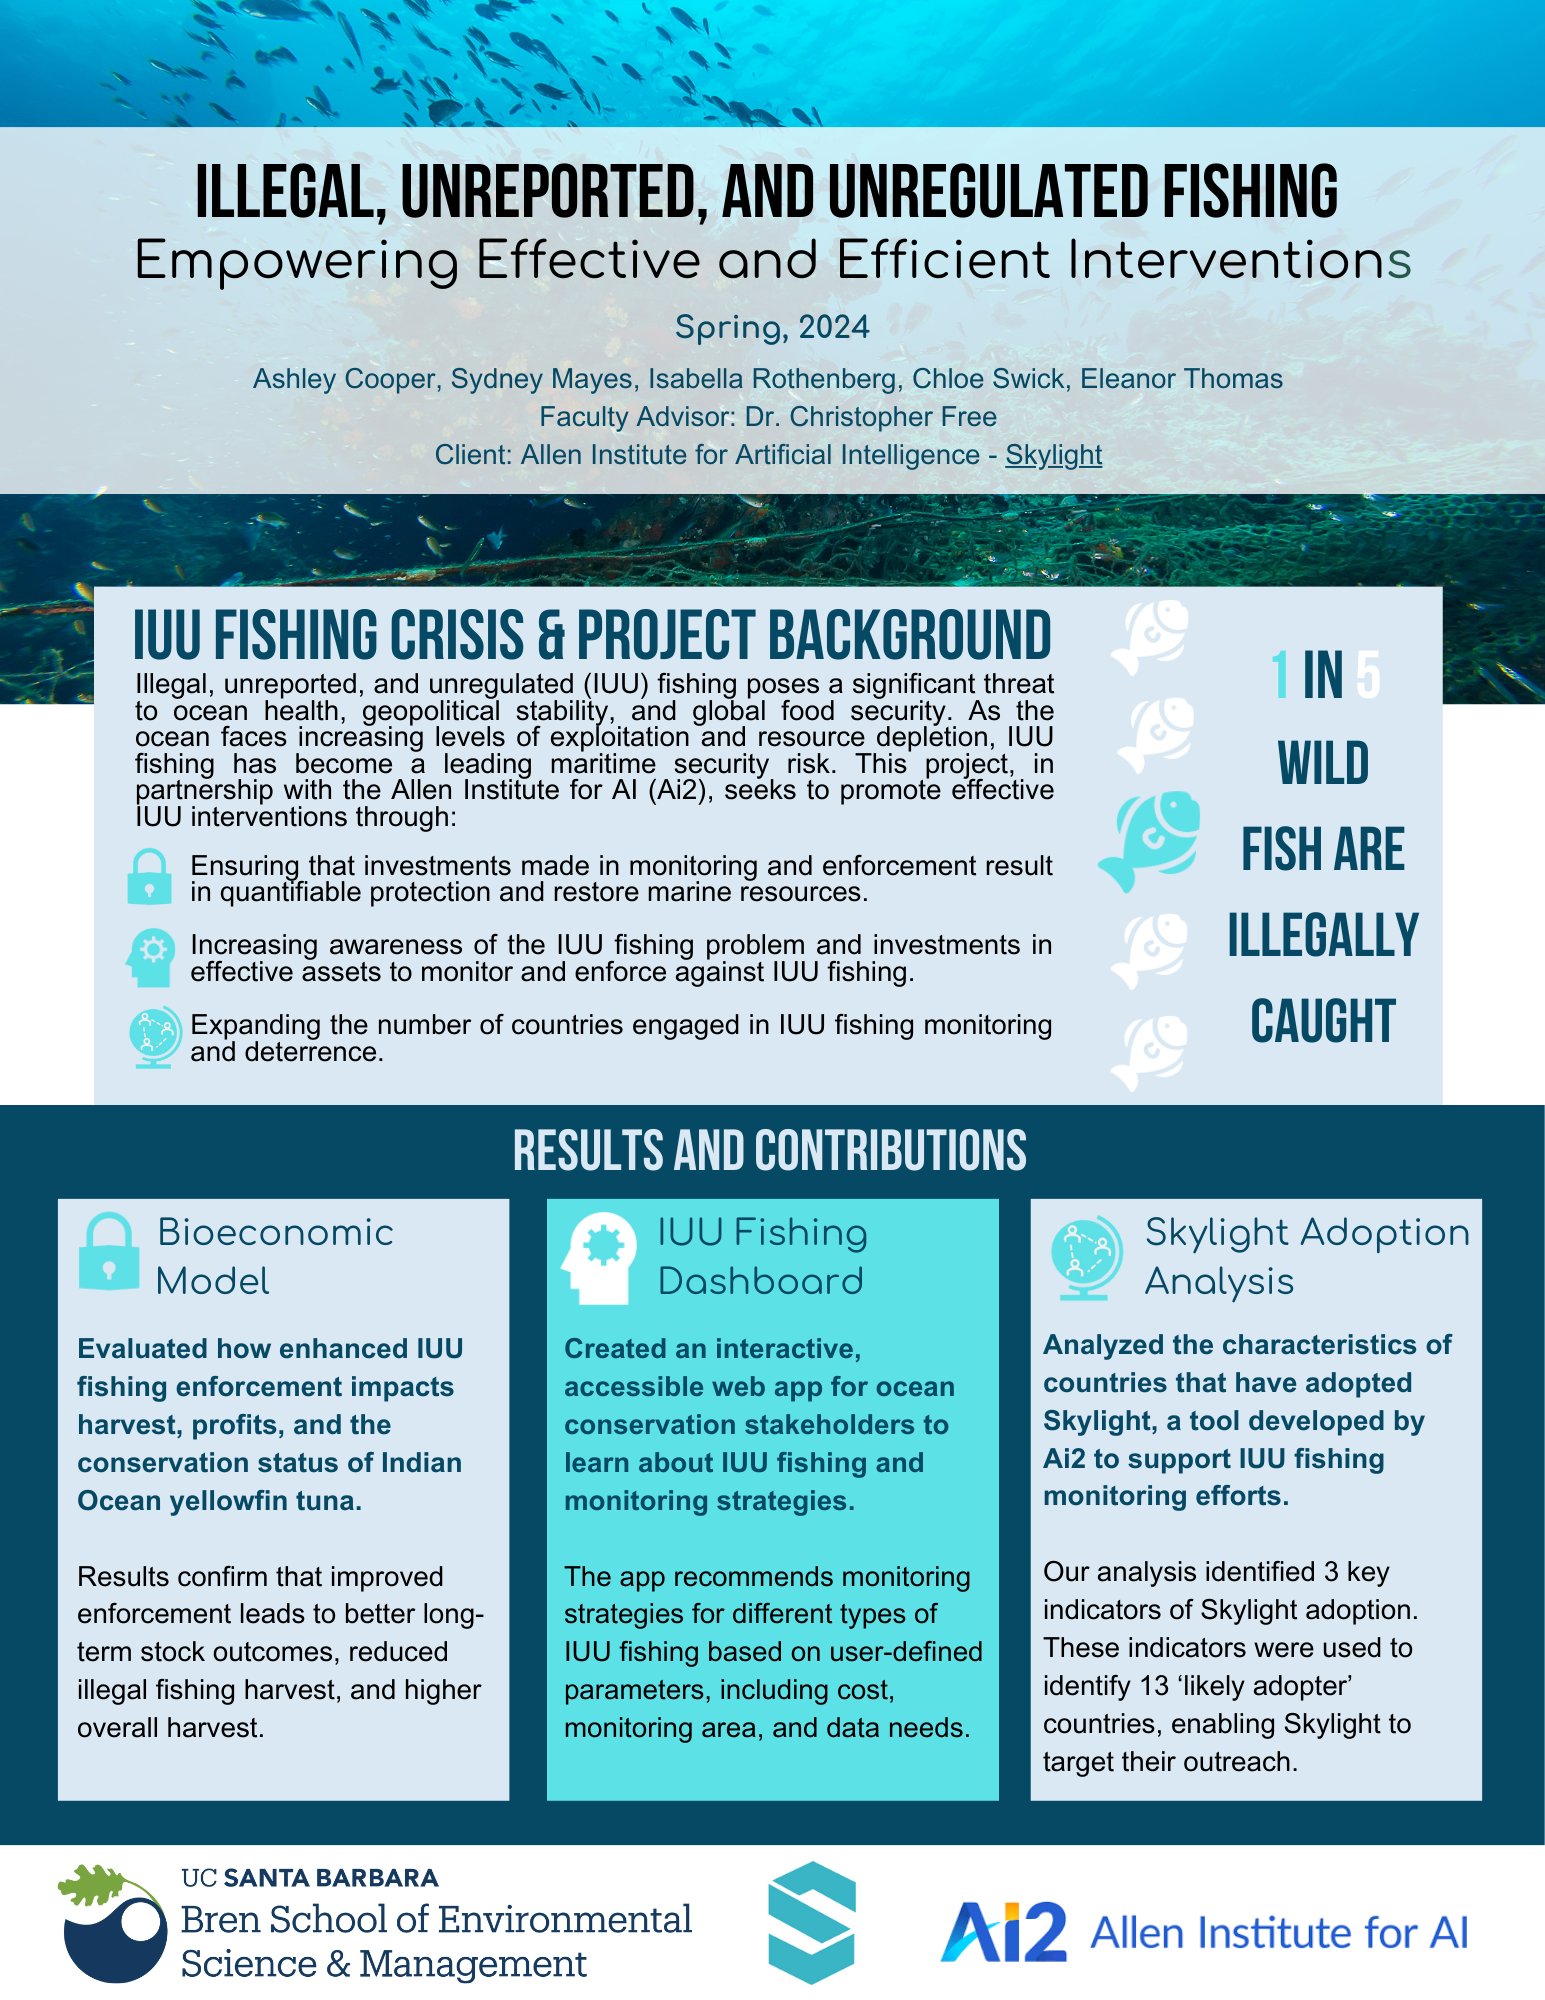 ILLEGAL, UNREPORTED, AND UNREGULATED FISHING
Empowering Effective and Efficient Interventions
Spring, 2024
Ashley Cooper, Sydney Mayes, Isabella Rothenberg, Chloe Swick, Eleanor Thomas
Faculty Advisor: Dr. Christopher Free
Client: Allen Institute for Artificial Intelligence - Skylight
IUU FISHING CRISIS & PROJECT BACKGROUND
Illegal, unreported, and unregulated (IUU) fishing poses a significant threat
to ocean health, geopolitical stability, and global food security. As the
ocean faces increasing levels of exploitation and resource depletion, IUU
fishing has become a leading maritime security risk. This project, in
partnership with the Allen Institute for AI (Ai2), seeks to promote effective
IUU interventions through:
Ensuring that investments made in monitoring and enforcement result
in quantifiable protection and restore marine resources.
Increasing awareness of the IUU fishing problem and investments in
effective assets to monitor and enforce against IUU fishing.
Expanding the number of countries engaged in IUU fishing monitoring
and deterrence.
1 IN 5
WILD
FISH ARE
ILLEGALLY
CAUGHT
RESULTS AND CONTRIBUTIONS
Bioeconomic
Model
Evaluated how enhanced IUU
fishing enforcement impacts
harvest, profits, and the
conservation status of Indian
Ocean yellowfin tuna.
Results confirm that improved
enforcement leads to better long-
term stock outcomes, reduced
illegal fishing harvest, and higher
overall harvest.
IUU Fishing
Dashboard
Created an interactive,
accessible web app for ocean
conservation stakeholders to
learn about IUU fishing and
monitoring strategies.
The app recommends monitoring
strategies for different types of
IUU fishing based on user-defined
parameters, including cost,
monitoring area, and data needs.
Skylight Adoption
Analysis
Analyzed the characteristics of
countries that have adopted
Skylight, a tool developed by
Ai2 to support IUU fishing
monitoring efforts.
Our analysis identified 3 key
indicators of Skylight adoption.
These indicators were used to
identify 13 ‘likely adopter’
countries, enabling Skylight to
target their outreach.
UC SANTA BARBARA
Bren School of Environmental
Science & Management
Ai2 Allen Institute for AI